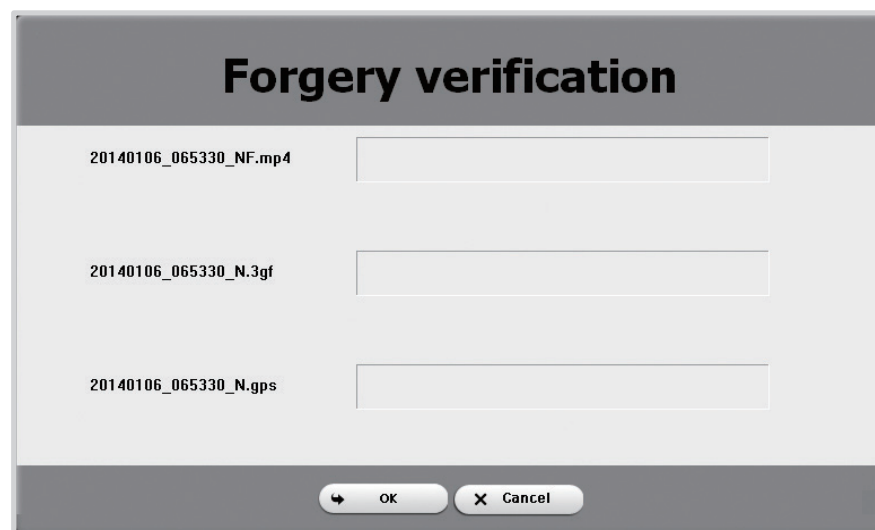 Forgery verification
20140106_065330_NF.mp4
20140106_065330_N.3gf
20140106_065330_N.gps
OK
Cancel